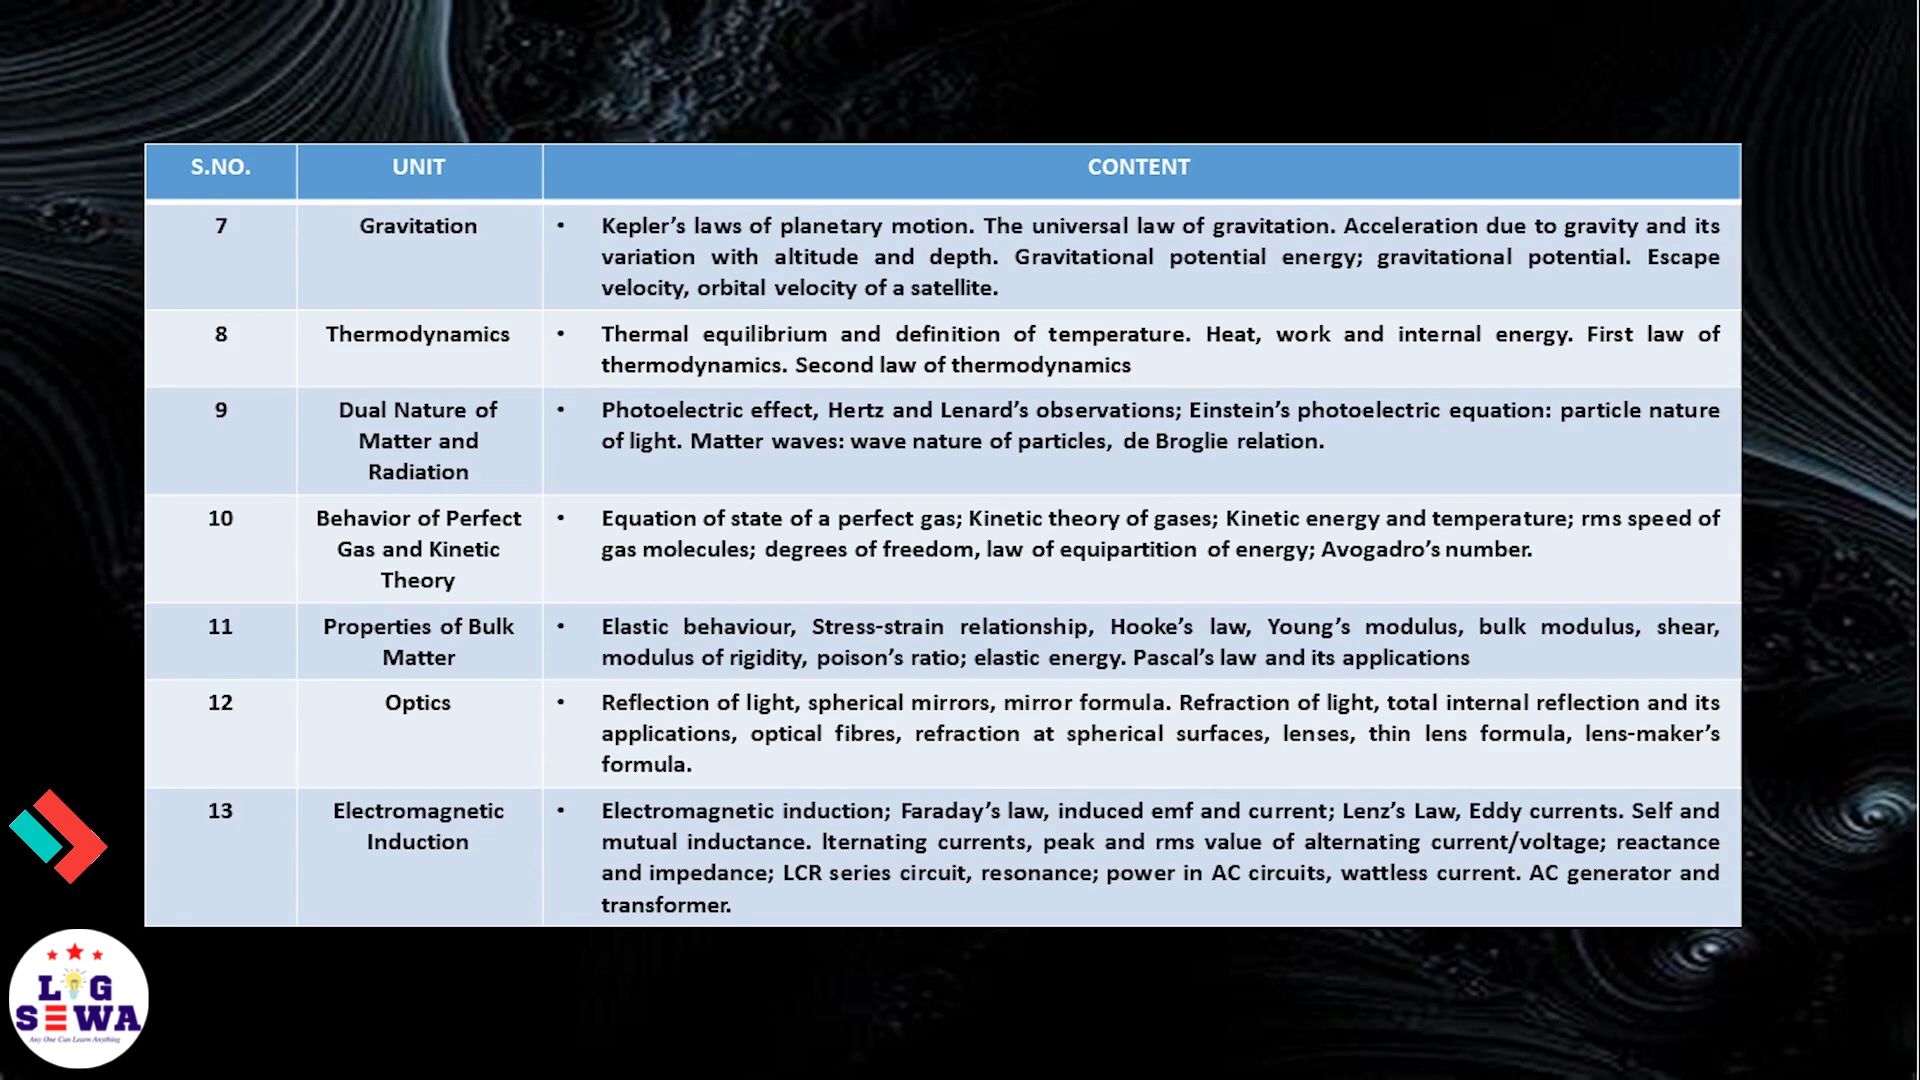 S.NO. UNIT CONTENT
7 Gravitation • Kepler's laws of planetary motion. The universal law of gravitation. Acceleration due to gravity and its
variation with altitude and depth. Gravitational potential energy; gravitational potential. Escape
velocity, orbital velocity of a satellite.
8 Thermodynamics • Thermal equilibrium and definition of temperature. Heat, work and internal energy. First law of
thermodynamics. Second law of thermodynamics
9 Dual Nature of • Photoelectric effect, Hertz and Lenard's observations; Einstein's photoelectric equation: particle nature
Matter and of light. Matter waves: wave nature of particles, de Broglie relation.
Radiation
10 Behavior of Perfect • Equation of state of a perfect gas; Kinetic theory of gases; Kinetic energy and temperature; rms speed of
Gas and Kinetic gas molecules; degrees of freedom, law of equipartition of energy; Avogadro's number.
Theory
11 Properties of Bulk • Elastic behaviour, Stress-strain relationship, Hooke's law, Young's modulus, bulk modulus, shear,
Matter modulus of rigidity, poison's ratio; elastic energy. Pascal's law and its applications
12 Optics • Reflection of light, spherical mirrors, mirror formula. Refraction of light, total internal reflection and its
applications, optical fibres, refraction at spherical surfaces, lenses, thin lens formula, lens-maker's
formula.
13 Electromagnetic • Electromagnetic induction; Faraday's law, induced emf and current; Lenz's Law, Eddy currents. Self and
Induction mutual inductance. lternating currents, peak and rms value of alternating current/voltage; reactance
and impedance; LCR series circuit, resonance; power in AC circuits, wattless current. AC generator and
transformer.
LIG
SEWA
Any One Can Learn Anything